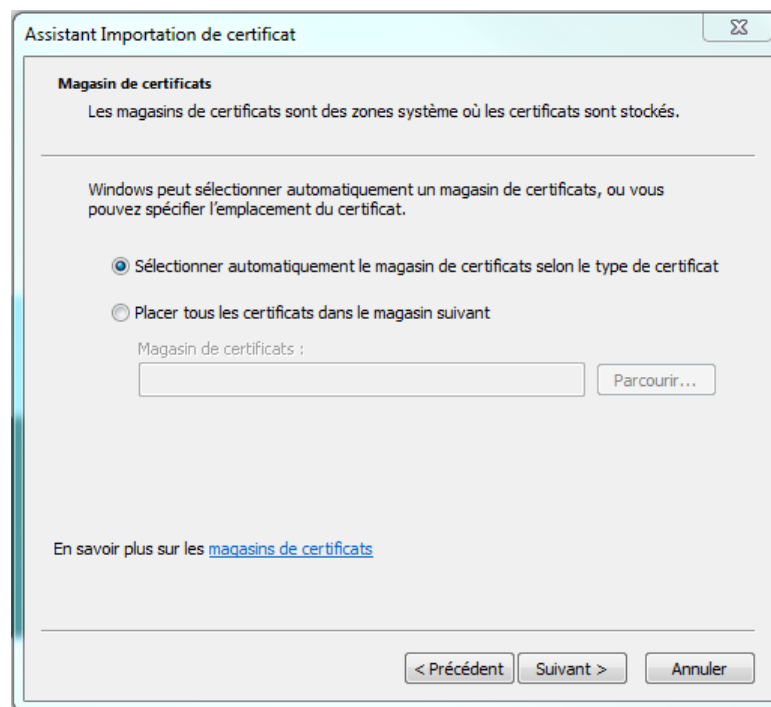 Assistant Importation de certificat
Magasin de certificats
Les magasins de certificats sont des zones système où les certificats sont stockés.
Windows peut sélectionner automatiquement un magasin de certificats, ou vous
pouvez spécifier l'emplacement du certificat.
Sélectionner automatiquement le magasin de certificats selon le type de certificat
Placer tous les certificats dans le magasin suivant
Magasin de certificats :
Parcourir...
En savoir plus sur les magasins de certificats
< Précédent Suivant > Annuler